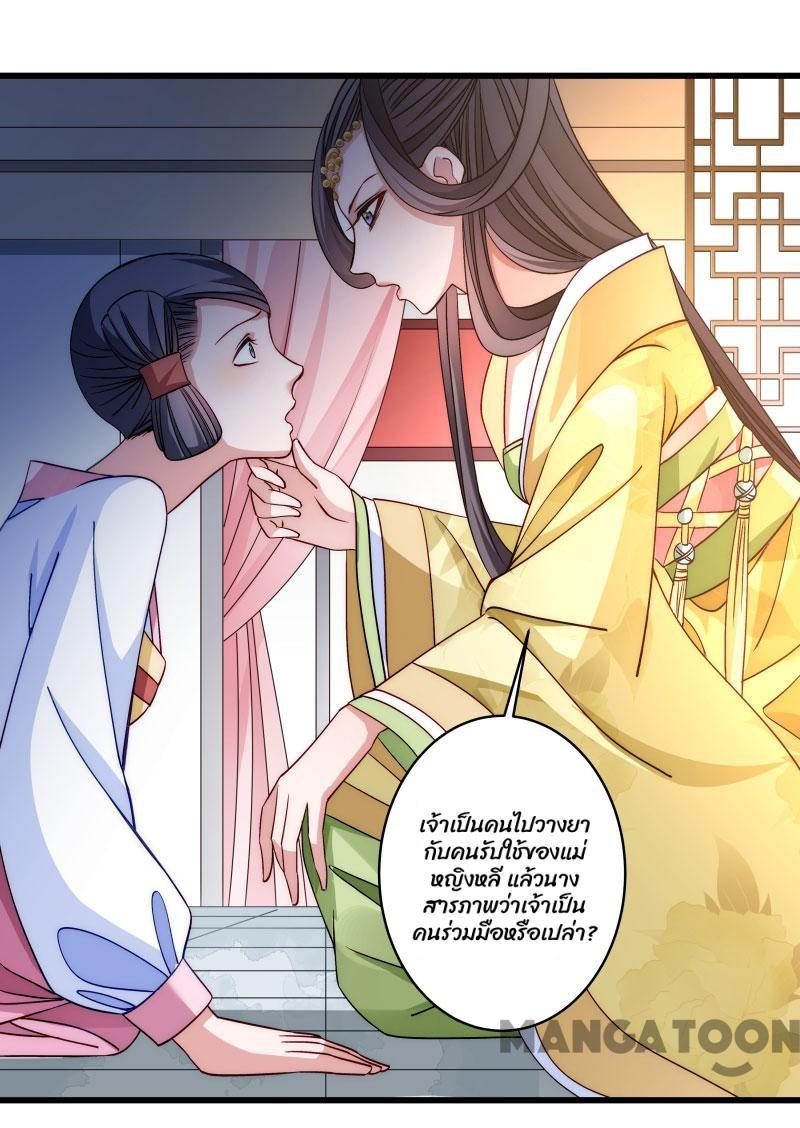 เจ้าเป็นคนไปวางยา
กับคนรับใช้ของแม่
หญิงหลี แล้วนาง
สารภาพว่าเจ้าเป็น
คนร่วมมือหรือเปล่า?
MANGATOON